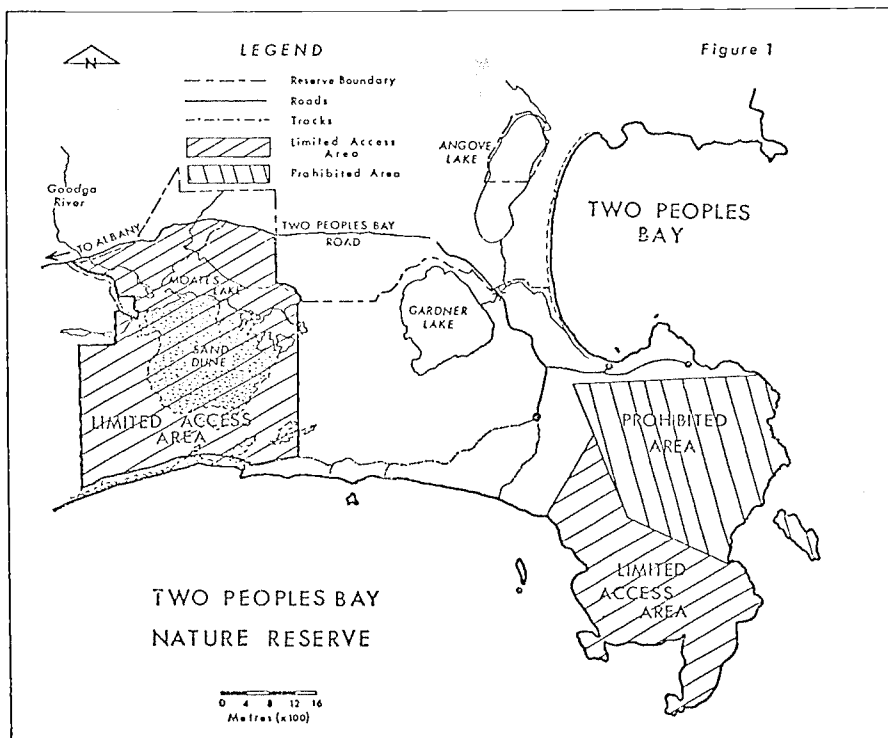 LEGEND
Figure 1
N
Reserve Boundary
Roads
Tracks
Limited Access
Area
Prohibited Area
ANGOVE
LAKE
Goodga
River
TWO PEOPLES
BAY
TO ALBANY
TWO PEOPLES BAY
ROAD
MOATES
LAKE
GARDNER
LAKE
SAND
DUNE
LIMITED ACCESS
AREA
PROHIBITED
AREA
LIMITED
ACCESS
AREA
TWO PEOPLES BAY
NATURE RESERVE
0 4 8 12 16
Metres (x100)